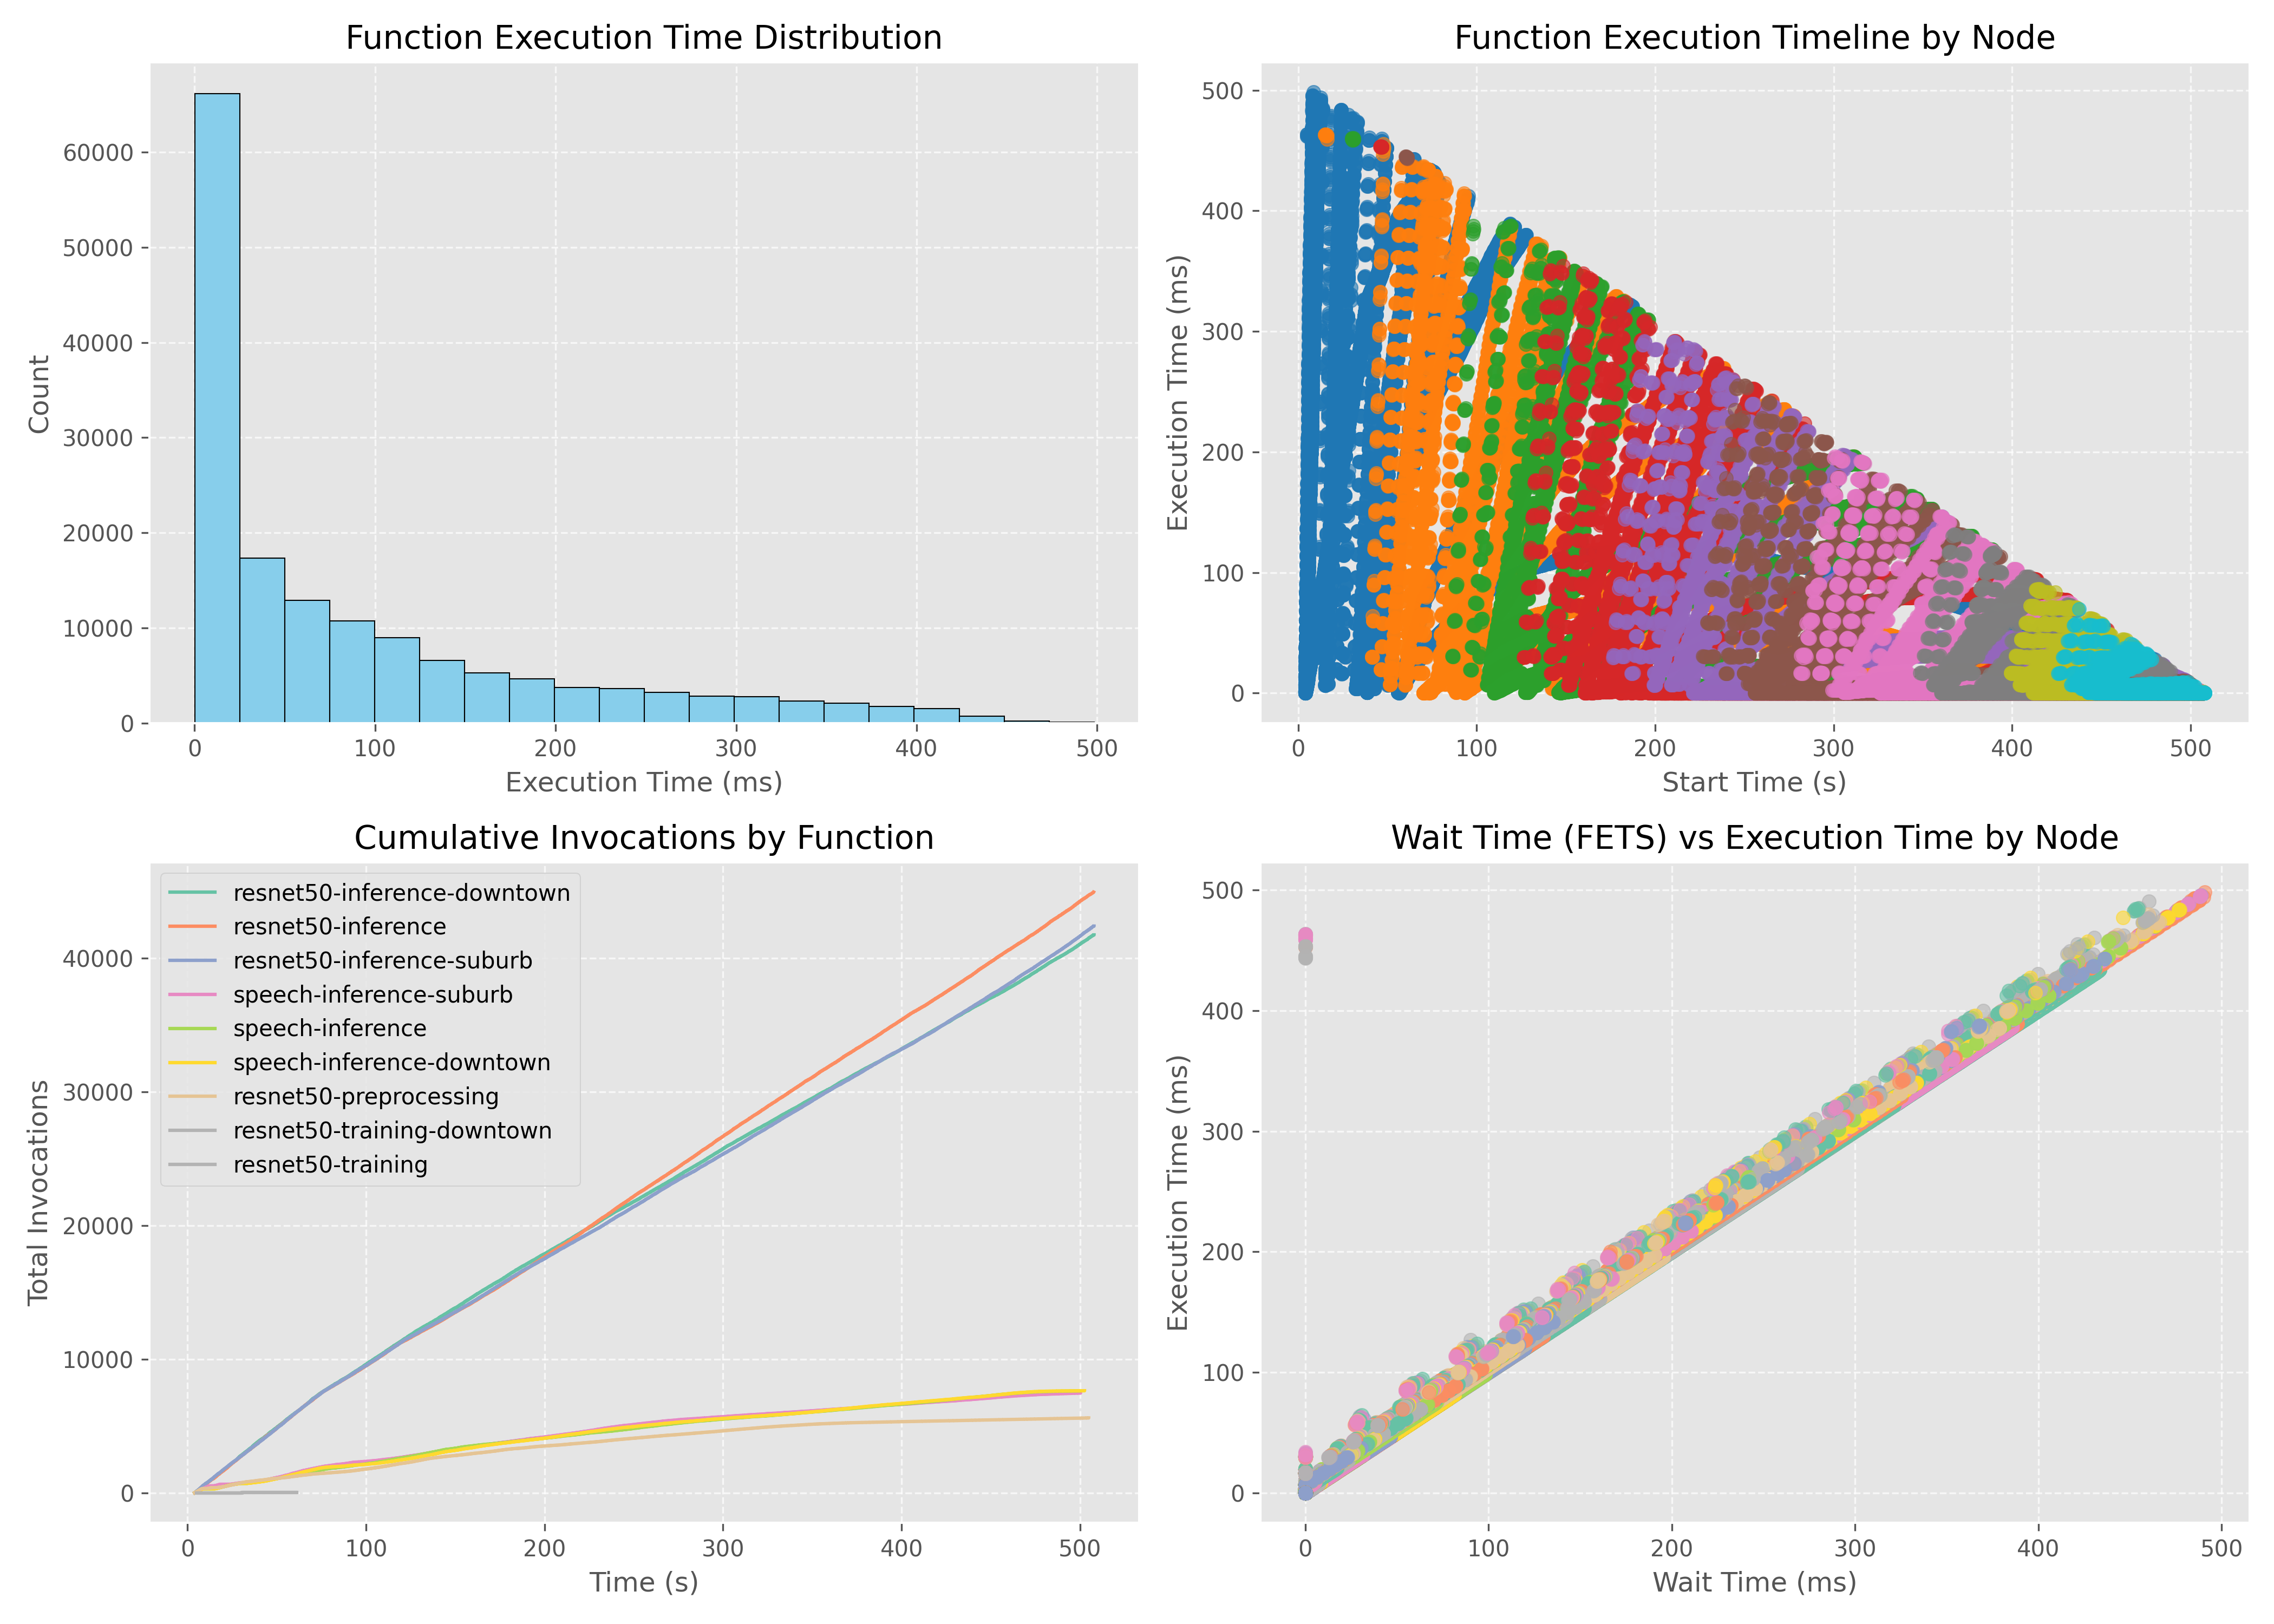 Function Execution Time Distribution
Count
60000
50000
40000
30000
20000
10000
0
0 100 200 300 400 500
Execution Time (ms)
Function Execution Timeline by Node
Execution Time (ms)
500
400
300
200
100
0
0 100 200 300 400 500
Start Time (s)
Cumulative Invocations by Function
Total Invocations
40000
30000
20000
10000
0
resnet50-inference-downtown
resnet50-inference
resnet50-inference-suburb
speech-inference-suburb
speech-inference
speech-inference-downtown
resnet50-preprocessing
resnet50-training-downtown
resnet50-training
0 100 200 300 400 500
Time (s)
Wait Time (FETS) vs Execution Time by Node
Execution Time (ms)
500
400
300
200
100
0
0 100 200 300 400 500
Wait Time (ms)